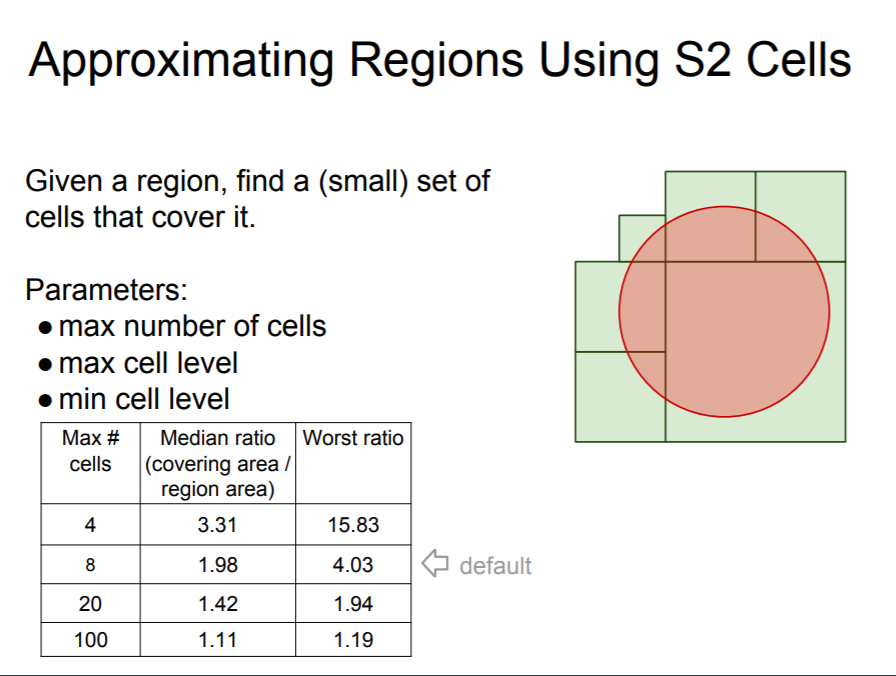 Approximating Regions Using S2 Cells
Given a region, find a (small) set of
cells that cover it.
Parameters:
● max number of cells
● max cell level
● min cell level
Max #
cells
Median ratio
(covering area /
region area)
Worst ratio
4 3.31 15.83
8 1.98 4.03
default
20 1.42 1.94
100 1.11 1.19